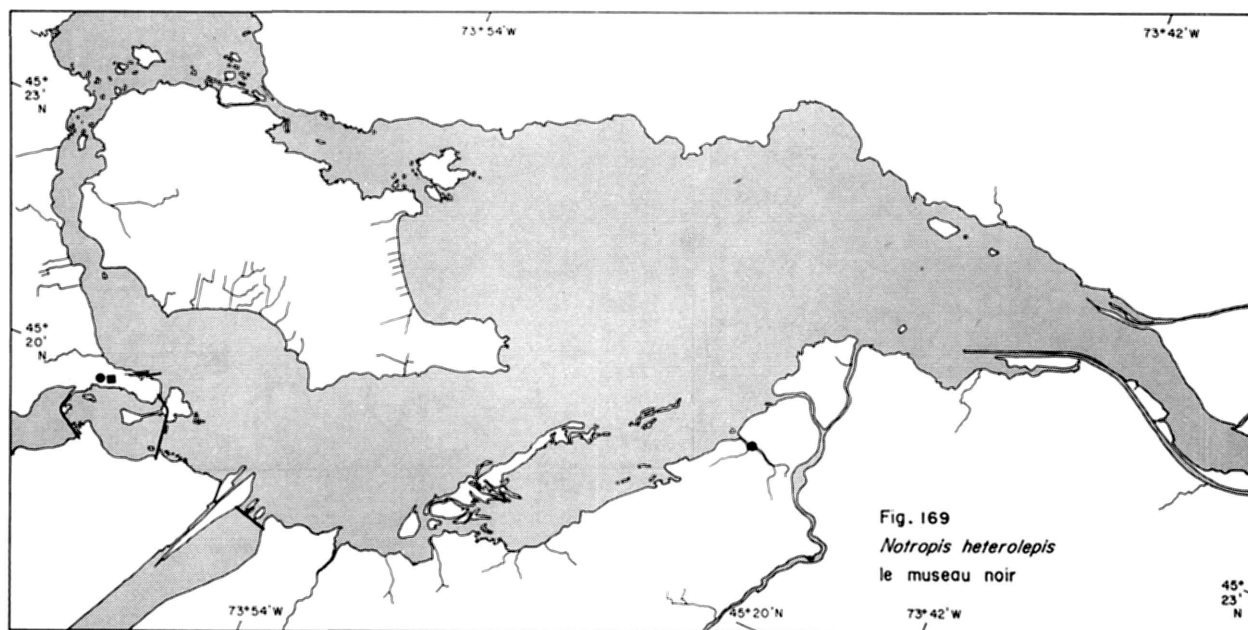 73°54'W
73°42'W
45°
23'
N
45°
20'
N
Fig. 169
Notropis heterolepis
le museau noir
73°54'W
45°20'N
73°42'W
45°
23'
N